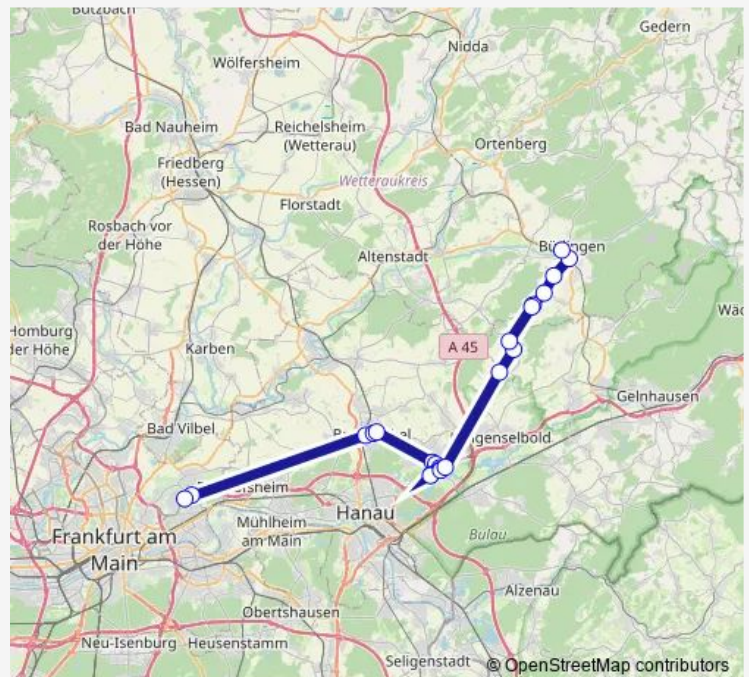 Butzbach
Gedern
Nidda
Wölfersheim
Bad Nauheim
Reichelsheim
(Wetterau)
Ortenberg
Friedberg
(Hessen)
Wetteraukreis
Florstadt
Rosbach vor
der Höhe
Altenstadt
Homburg
der Höhe
Karben
A 45
Gelnhausen
Bad Vilbel
Hanau
Frankfurt am
Main
Mühlheim
am Main
Bulau
Alzenau
Obertshausen
Neu-Isenburg
Heusenstamm
Seligenstadt
© OpenStreetMap contributors